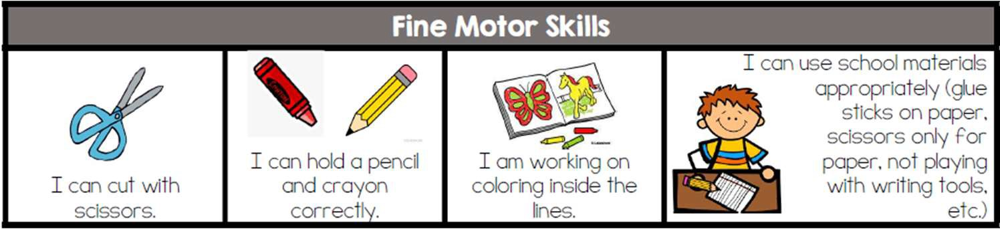 Fine Motor Skills
I can cut with
scissors.
I can hold a pencil
and crayon
correctly.
I am working on
coloring inside the
lines.
I can use school materials
appropriately (glue
sticks on paper,
scissors only for
paper, not playing
with writing tools,
etc.)